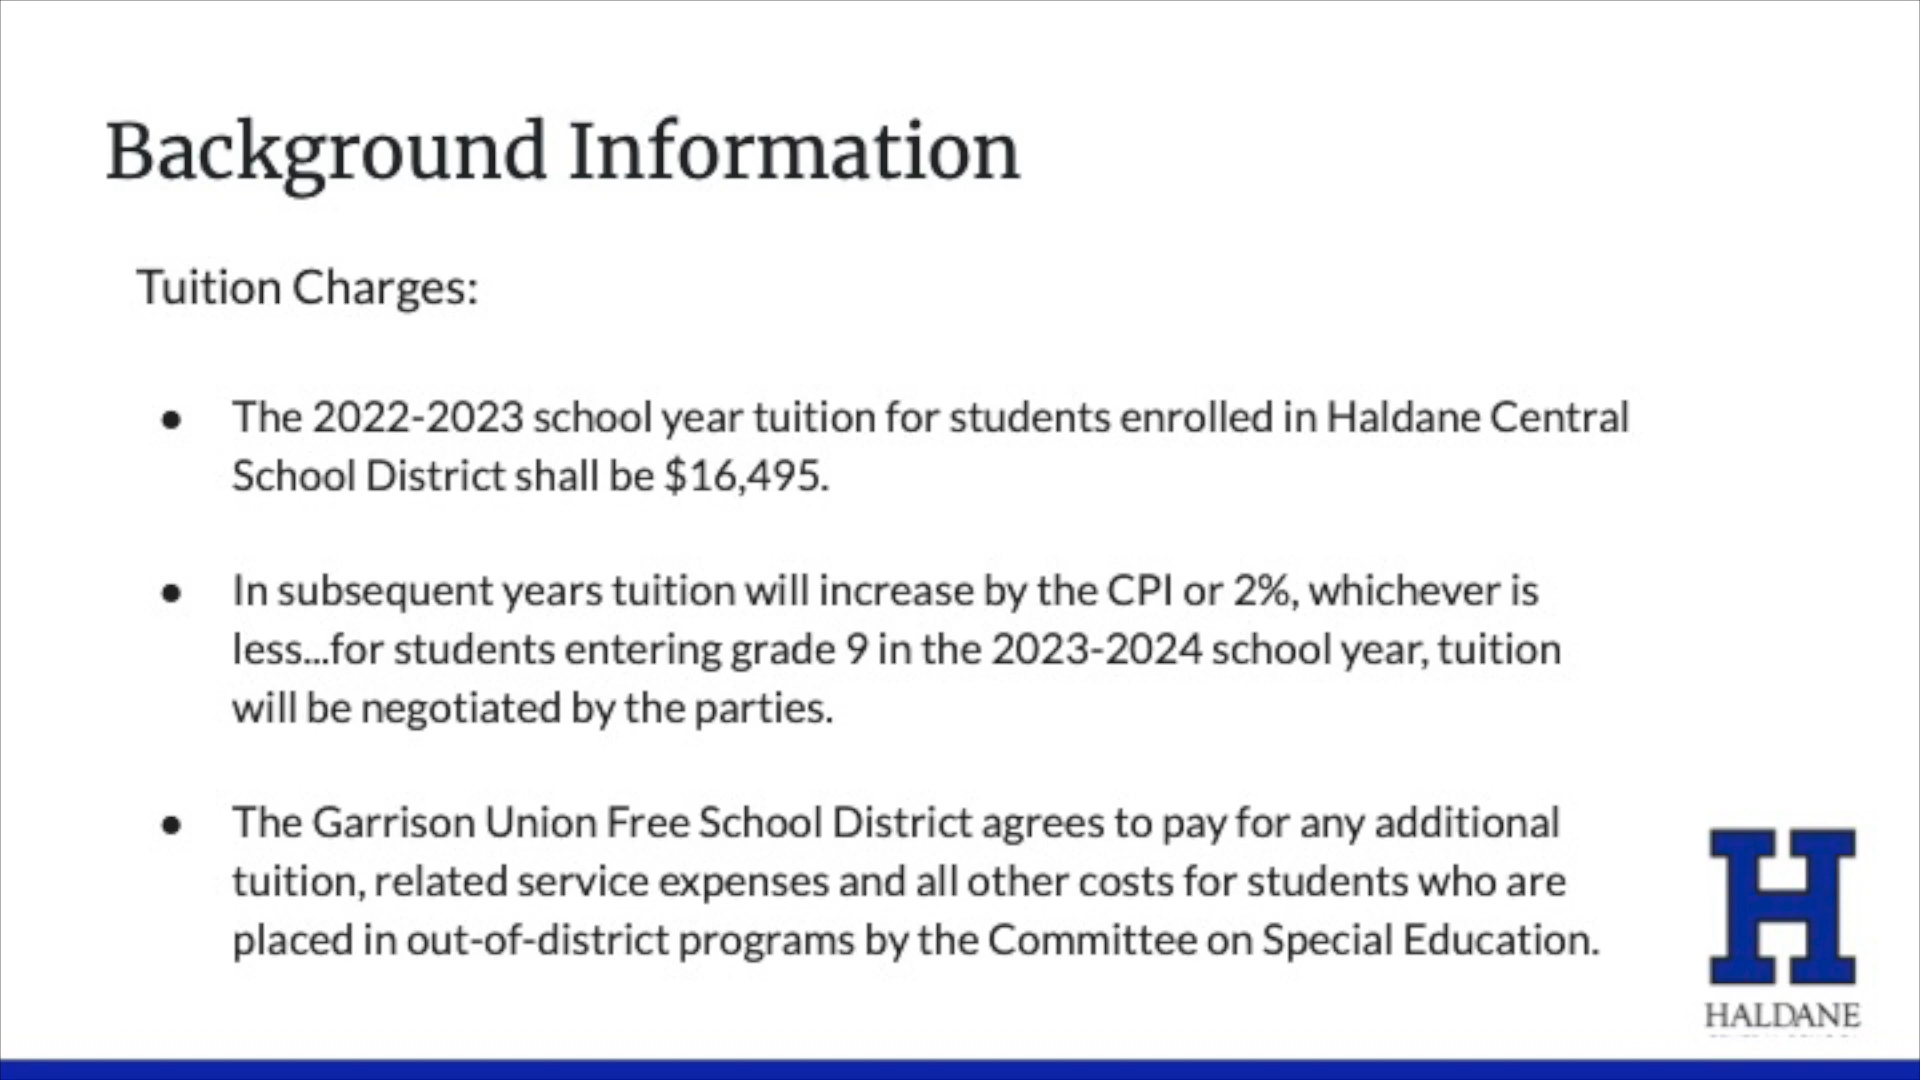 Background Information
Tuition Charges:
● The 2022-2023 school year tuition for students enrolled in Haldane Central
School District shall be $16,495.
● In subsequent years tuition will increase by the CPI or 2%, whichever is
less...for students entering grade 9 in the 2023-2024 school year, tuition
will be negotiated by the parties.
● The Garrison Union Free School District agrees to pay for any additional
tuition, related service expenses and all other costs for students who are
placed in out-of-district programs by the Committee on Special Education.
H
HALDANE